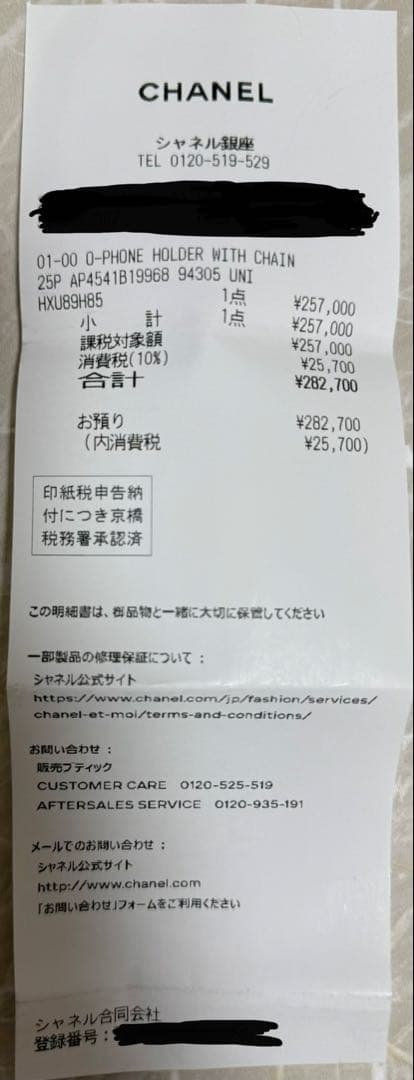 CHANEL
シャネル銀座
TEL 0120-519-529
01-00 O-PHONE HOLDER WITH CHAIN
25P AP4541B19968 94305 UNI
HXU89H85 1点 ¥257,000
小 計 1点 ¥257,000
課税対象額 ¥257,000
消費税(10%) ¥25,700
合計 ¥282,700
お預り ¥282,700
(内消費税 ¥25,700)
印紙税申告納
付につき京橋
税務署承認済
この明細書は、御品物と一緒に大切に保管してください
一部製品の修理保証について：
シャネル公式サイト
https://www.chanel.com/jp/fashion/services/
chanel-et-moi/terms-and-conditions/
お問い合わせ：
販売ブティック
CUSTOMER CARE 0120-525-519
AFTERSALES SERVICE 0120-935-191
メールでのお問い合わせ：
シャネル公式サイト
http://www.chanel.com
「お問い合わせ」フォームをご利用ください
シャネル合同会社
登録番号：